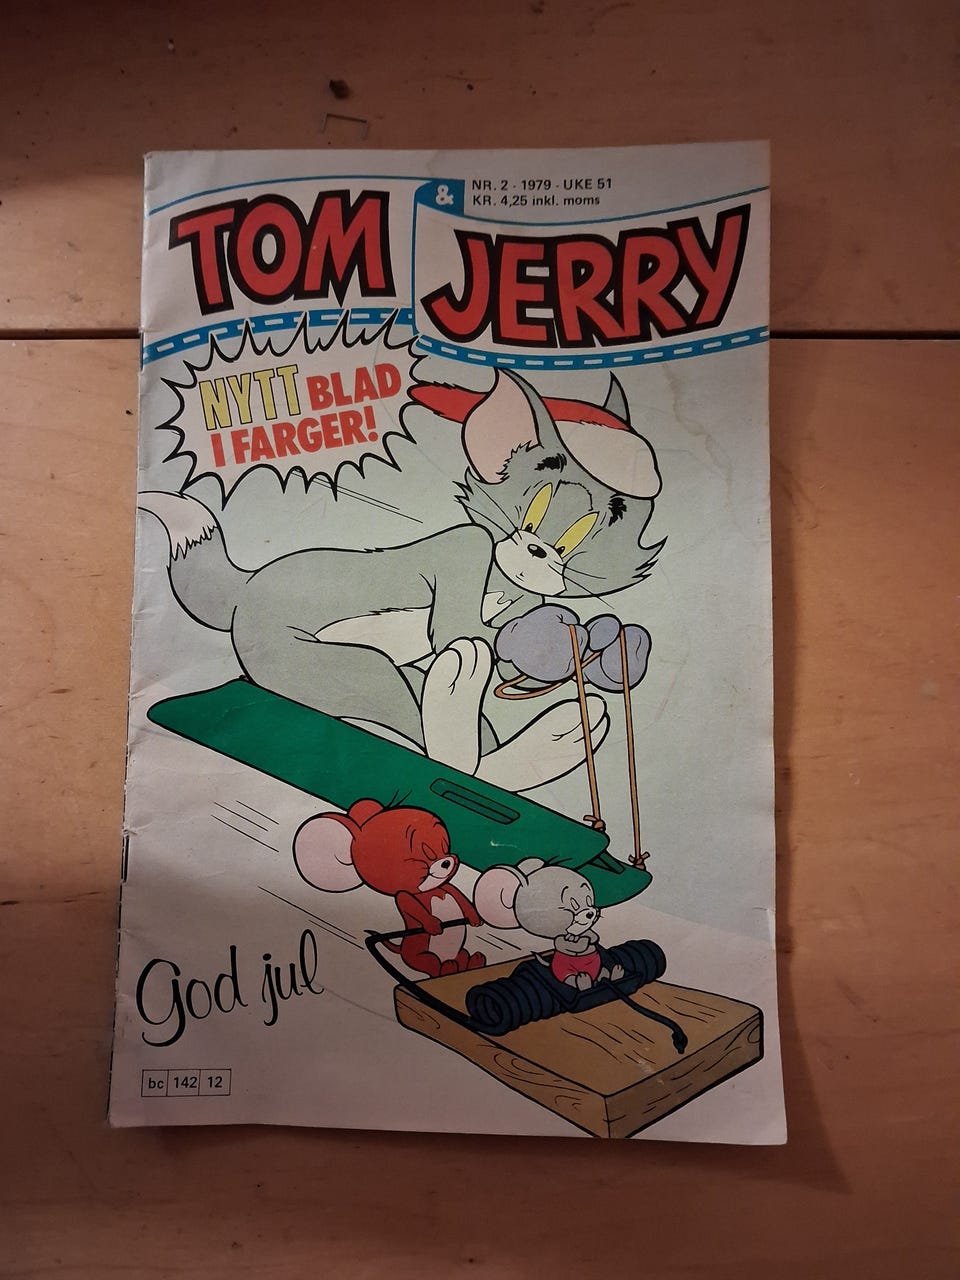 TOM & JERRY
NR. 2 - 1979 - UKE 51
KR. 4,25 inkl. moms
NYTT BLAD
I FARGER!
God jul
bc 142 12